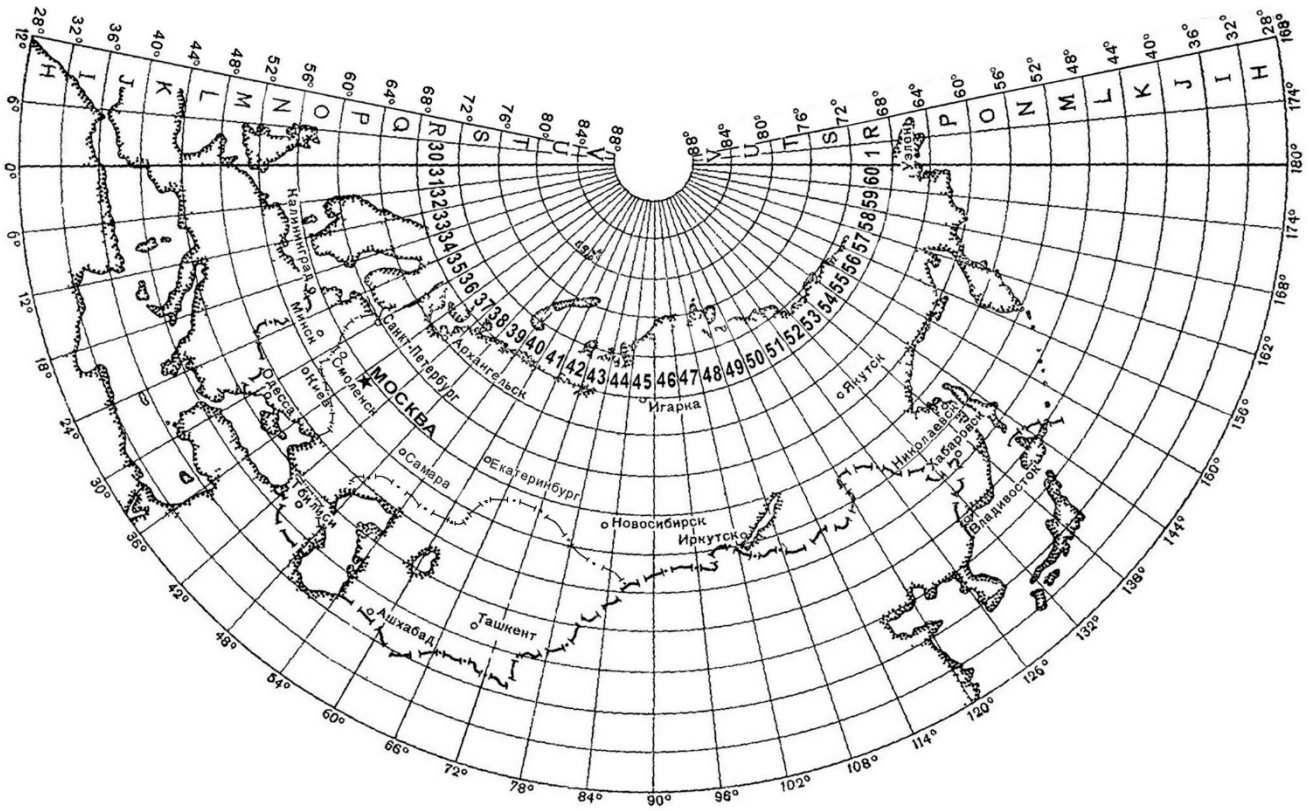 28° 32° 36° 40° 44° 48° 52° 56° 60° 64° 68° 72° 76° 80° 84° 88°
88° 84° 80° 76° 72° 68° 64° 60° 56° 52° 48° 44° 40° 36° 32° 28°
H I J K L M N O P Q R S T U V
V U T S R P O N M L K J I H
12° 6° 0° 6° 12° 18° 24° 30° 36° 42° 48° 54° 60° 66° 72° 78° 84° 90° 96° 102° 108° 114° 120° 126° 132° 138° 144° 160° 156° 162° 168° 174° 180° 174° 168°
30 31 32 33 34 35 36 37 38 39 40 41 42 43 44 45 46 47 48 49 50 51 52 53 54 55 56 57 58 59 60 1
Уэлен
Калининград
Минск
Смоленск
Киев
Одесса
МОСКВА
Санкт-Петербург
Архангельск
Игарка
Якутск
Николаевск
Хабаровск
Владивосток
Самара
Екатеринбург
Новосибирск
Иркутск
Тбилиси
Ашхабад
Ташкент